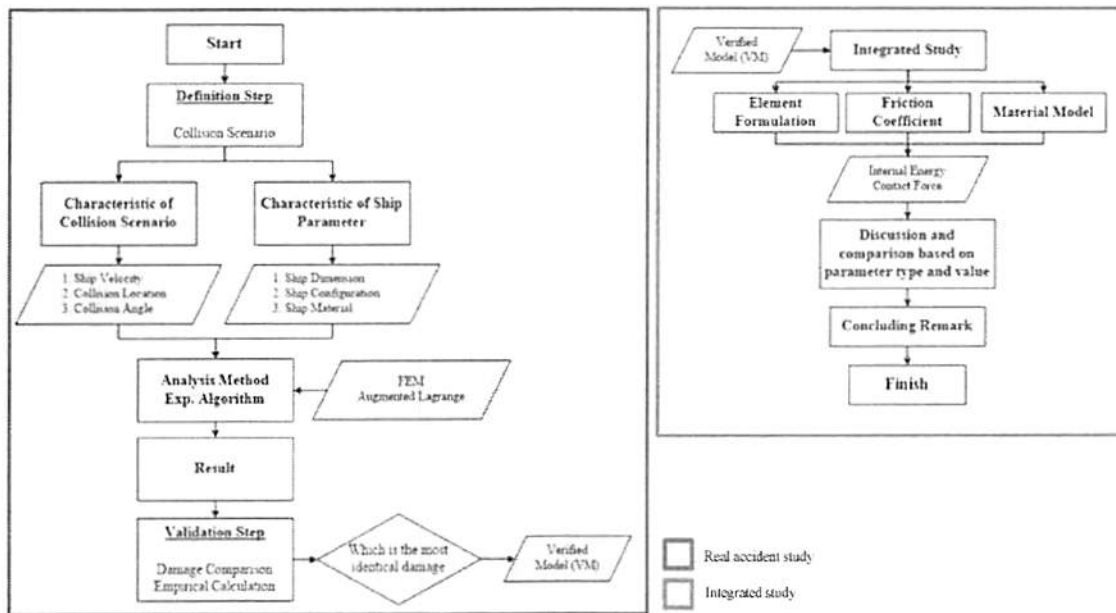 Start
Definition Step
Collision Scenario
Characteristic of
Collision Scenario
Characteristic of Ship
Parameter
1. Ship Velocity
2. Collision Location
3. Collision Angle
1. Ship Dimension
2. Ship Configuration
3. Ship Material
Analysis Method
Exp. Algorithm
FEM
Augmented Lagrange
Result
Validation Step
Damage Comparison
Empirical Calculation
Which is the most
identical damage
Verified
Model (VM)
Verified
Model (VM)
Integrated Study
Element
Formulation
Friction
Coefficient
Material Model
Internal Energy
Contact Force
Discussion and
comparison based on
parameter type and value
Concluding Remark
Finish
Real accident study
Integrated study